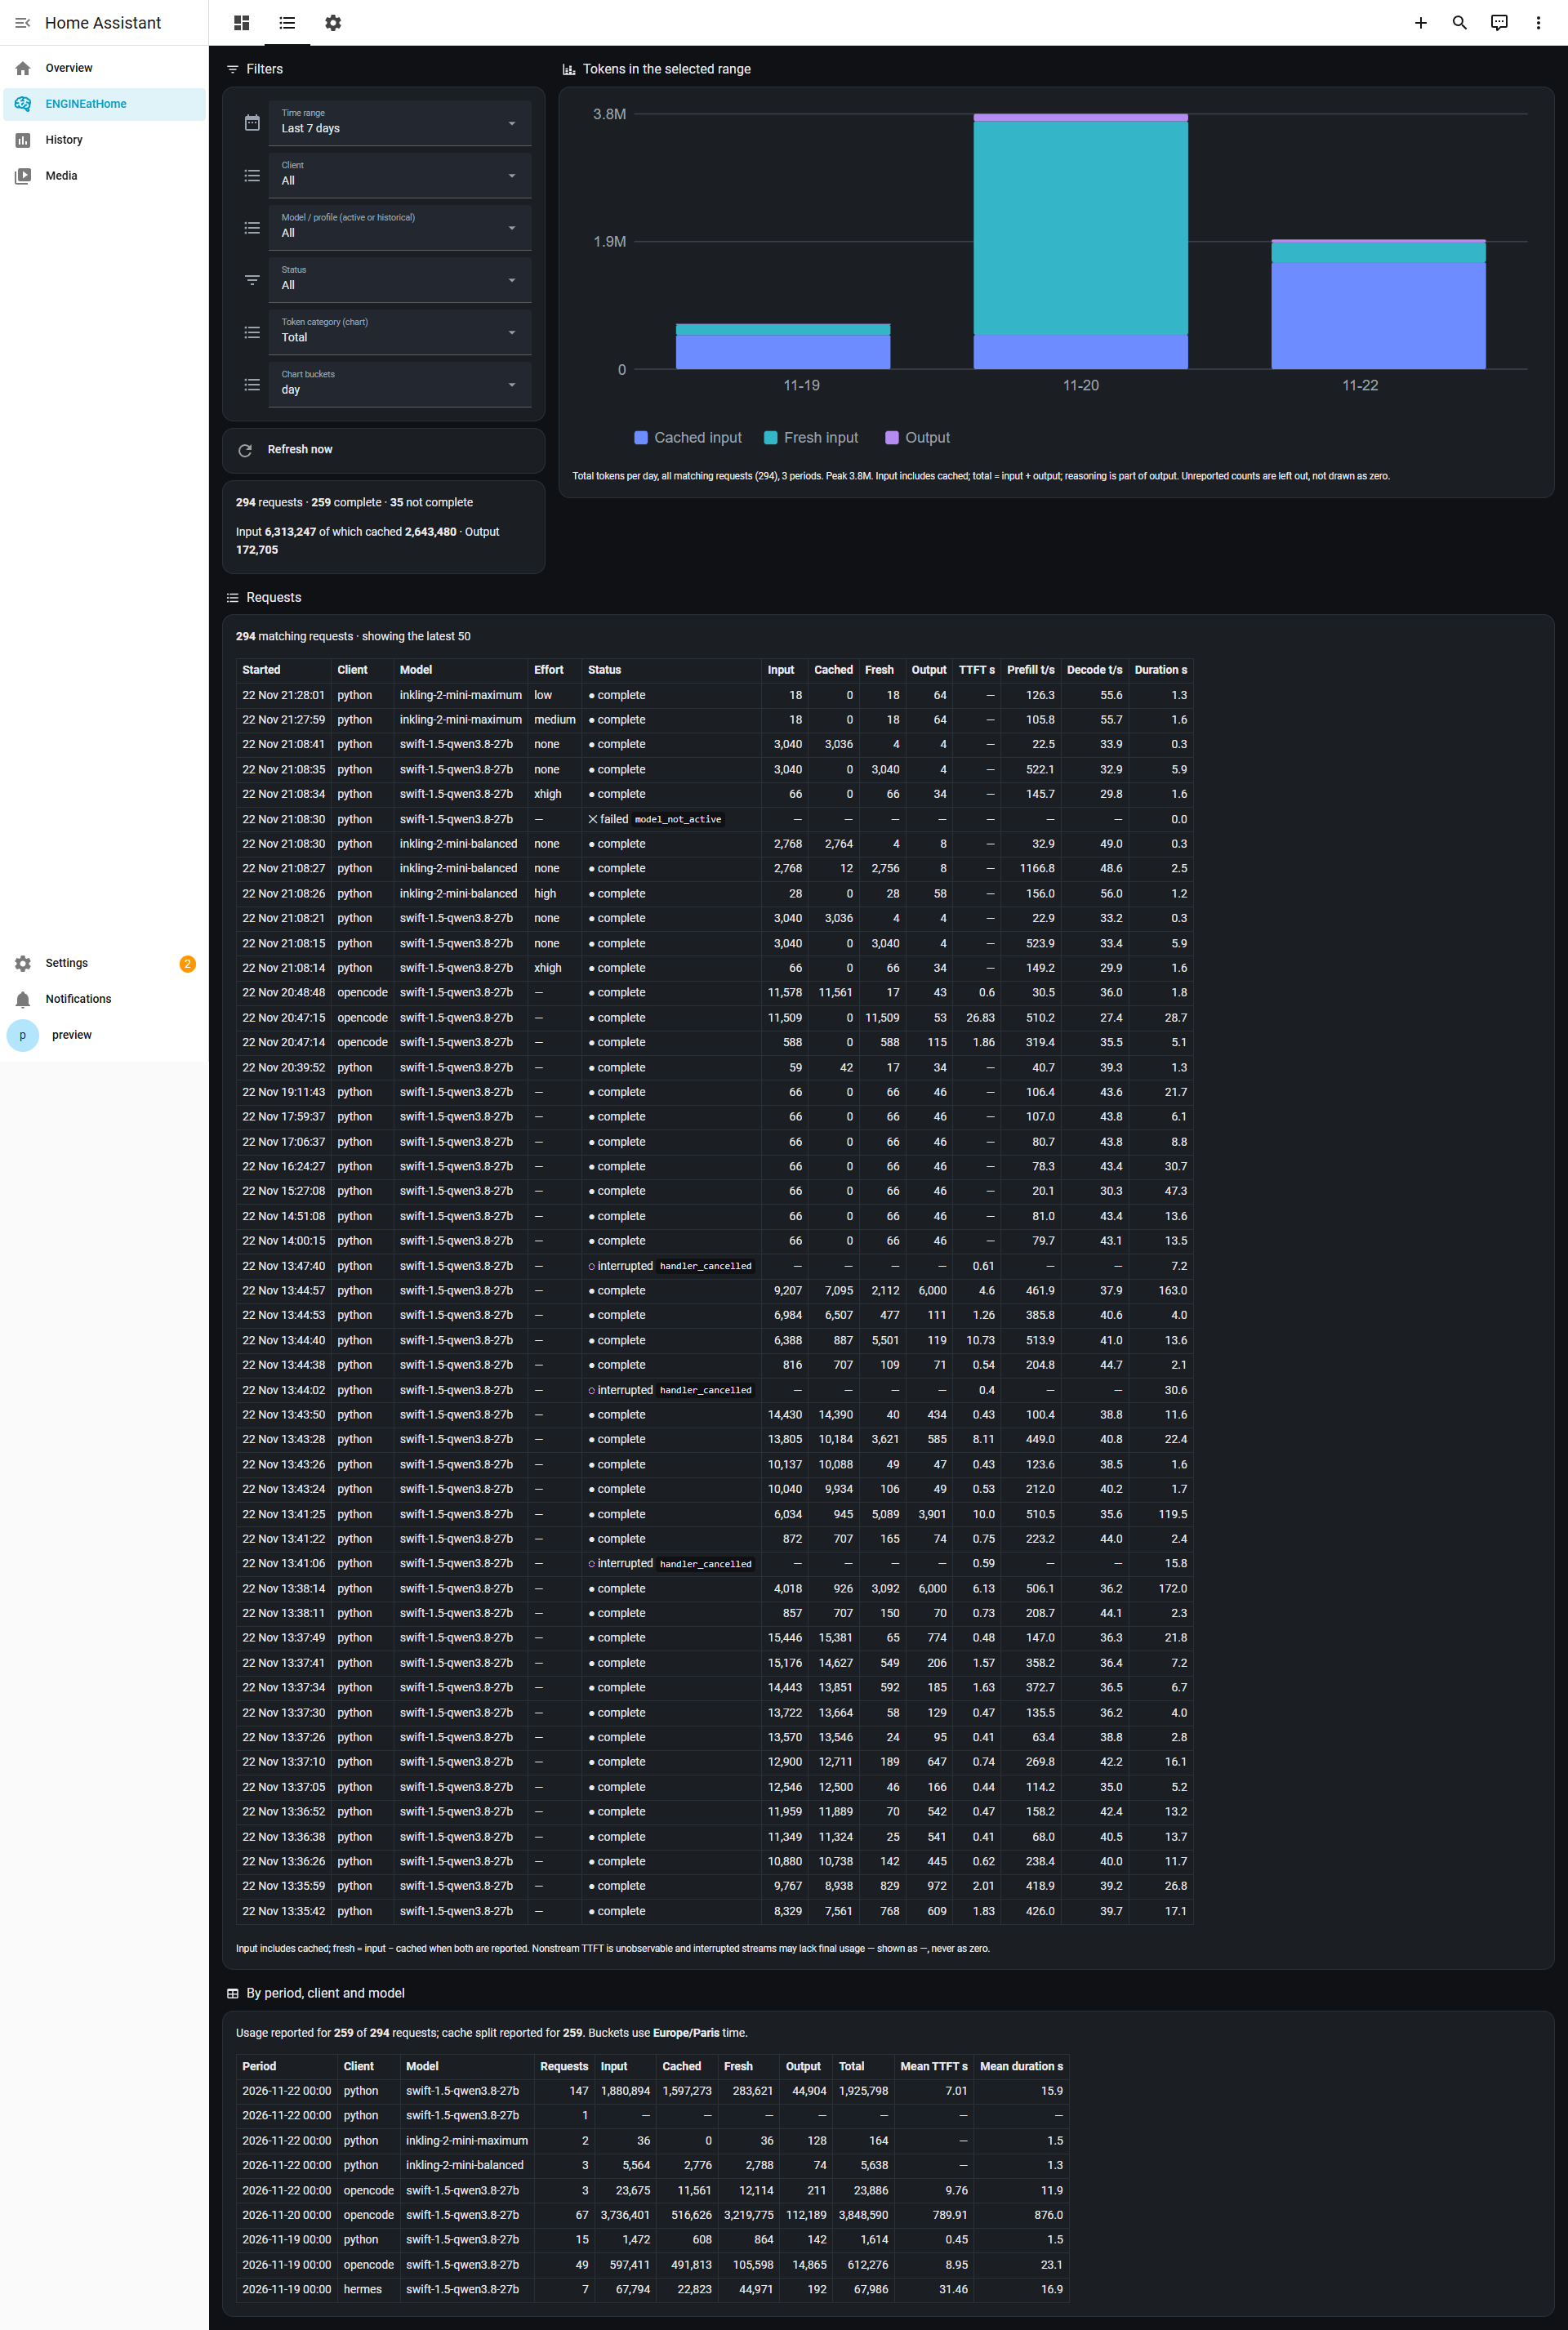 Home Assistant
Overview
ENGINEatHome
History
Media
Settings
2
Notifications
p
preview
Filters
Time range
Last 7 days
Client
All
Model / profile (active or historical)
All
Status
All
Token category (chart)
Total
Chart buckets
day
Refresh now
294 requests · 259 complete · 35 not complete
Input 6,313,247 of which cached 2,643,480 · Output
172,705
Tokens in the selected range
3.8M
1.9M
0
11-19
11-20
11-22
Cached input
Fresh input
Output
Total tokens per day, all matching requests (294), 3 periods. Peak 3.8M. Input includes cached; total = input + output; reasoning is part of output. Unreported counts are left out, not drawn as zero.
Requests
294 matching requests · showing the latest 50
Started Client Model Effort Status Input Cached Fresh Output TTFT s Prefill t/s Decode t/s Duration s
22 Nov 21:28:01 python inkling-2-mini-maximum low ● complete 18 0 18 64 — 126.3 55.6 1.3
22 Nov 21:27:59 python inkling-2-mini-maximum medium ● complete 18 0 18 64 — 105.8 55.7 1.6
22 Nov 21:08:41 python swift-1.5-qwen3.8-27b none ● complete 3,040 3,036 4 4 — 22.5 33.9 0.3
22 Nov 21:08:35 python swift-1.5-qwen3.8-27b none ● complete 3,040 0 3,040 4 — 522.1 32.9 5.9
22 Nov 21:08:34 python swift-1.5-qwen3.8-27b xhigh ● complete 66 0 66 34 — 145.7 29.8 1.6
22 Nov 21:08:30 python swift-1.5-qwen3.8-27b — ✕ failed model_not_active — — — — — — — 0.0
22 Nov 21:08:30 python inkling-2-mini-balanced none ● complete 2,768 2,764 4 8 — 32.9 49.0 0.3
22 Nov 21:08:27 python inkling-2-mini-balanced none ● complete 2,768 12 2,756 8 — 1166.8 48.6 2.5
22 Nov 21:08:26 python inkling-2-mini-balanced high ● complete 28 0 28 58 — 156.0 56.0 1.2
22 Nov 21:08:21 python swift-1.5-qwen3.8-27b none ● complete 3,040 3,036 4 4 — 22.9 33.2 0.3
22 Nov 21:08:15 python swift-1.5-qwen3.8-27b none ● complete 3,040 0 3,040 4 — 523.9 33.4 5.9
22 Nov 21:08:14 python swift-1.5-qwen3.8-27b xhigh ● complete 66 0 66 34 — 149.2 29.9 1.6
22 Nov 20:48:48 opencode swift-1.5-qwen3.8-27b — ● complete 11,578 11,561 17 43 0.6 30.5 36.0 1.8
22 Nov 20:47:15 opencode swift-1.5-qwen3.8-27b — ● complete 11,509 0 11,509 53 26.83 510.2 27.4 28.7
22 Nov 20:47:14 opencode swift-1.5-qwen3.8-27b — ● complete 588 0 588 115 1.86 319.4 35.5 5.1
22 Nov 20:39:52 python swift-1.5-qwen3.8-27b — ● complete 59 42 17 34 — 40.7 39.3 1.3
22 Nov 19:11:43 python swift-1.5-qwen3.8-27b — ● complete 66 0 66 46 — 106.4 43.6 21.7
22 Nov 17:59:37 python swift-1.5-qwen3.8-27b — ● complete 66 0 66 46 — 107.0 43.8 6.1
22 Nov 17:06:37 python swift-1.5-qwen3.8-27b — ● complete 66 0 66 46 — 80.7 43.8 8.8
22 Nov 16:24:27 python swift-1.5-qwen3.8-27b — ● complete 66 0 66 46 — 78.3 43.4 30.7
22 Nov 15:27:08 python swift-1.5-qwen3.8-27b — ● complete 66 0 66 46 — 20.1 30.3 47.3
22 Nov 14:51:08 python swift-1.5-qwen3.8-27b — ● complete 66 0 66 46 — 81.0 43.4 13.6
22 Nov 14:00:15 python swift-1.5-qwen3.8-27b — ● complete 66 0 66 46 — 79.7 43.1 13.5
22 Nov 13:47:40 python swift-1.5-qwen3.8-27b — ○ interrupted handler_cancelled — — — — 0.61 — — 7.2
22 Nov 13:44:57 python swift-1.5-qwen3.8-27b — ● complete 9,207 7,095 2,112 6,000 4.6 461.9 37.9 163.0
22 Nov 13:44:53 python swift-1.5-qwen3.8-27b — ● complete 6,984 6,507 477 111 1.26 385.8 40.6 4.0
22 Nov 13:44:40 python swift-1.5-qwen3.8-27b — ● complete 6,388 887 5,501 119 10.73 513.9 41.0 13.6
22 Nov 13:44:38 python swift-1.5-qwen3.8-27b — ● complete 816 707 109 71 0.54 204.8 44.7 2.1
22 Nov 13:44:02 python swift-1.5-qwen3.8-27b — ○ interrupted handler_cancelled — — — — 0.4 — — 30.6
22 Nov 13:43:50 python swift-1.5-qwen3.8-27b — ● complete 14,430 14,390 40 434 0.43 100.4 38.8 11.6
22 Nov 13:43:28 python swift-1.5-qwen3.8-27b — ● complete 13,805 10,184 3,621 585 8.11 449.0 40.8 22.4
22 Nov 13:43:26 python swift-1.5-qwen3.8-27b — ● complete 10,137 10,088 49 47 0.43 123.6 38.5 1.6
22 Nov 13:43:24 python swift-1.5-qwen3.8-27b — ● complete 10,040 9,934 106 49 0.53 212.0 40.2 1.7
22 Nov 13:41:25 python swift-1.5-qwen3.8-27b — ● complete 6,034 945 5,089 3,901 10.0 510.5 35.6 119.5
22 Nov 13:41:22 python swift-1.5-qwen3.8-27b — ● complete 872 707 165 74 0.75 223.2 44.0 2.4
22 Nov 13:41:06 python swift-1.5-qwen3.8-27b — ○ interrupted handler_cancelled — — — — 0.59 — — 15.8
22 Nov 13:38:14 python swift-1.5-qwen3.8-27b — ● complete 4,018 926 3,092 6,000 6.13 506.1 36.2 172.0
22 Nov 13:38:11 python swift-1.5-qwen3.8-27b — ● complete 857 707 150 70 0.73 208.7 44.1 2.3
22 Nov 13:37:49 python swift-1.5-qwen3.8-27b — ● complete 15,446 15,381 65 774 0.48 147.0 36.3 21.8
22 Nov 13:37:41 python swift-1.5-qwen3.8-27b — ● complete 15,176 14,627 549 206 1.57 358.2 36.4 7.2
22 Nov 13:37:34 python swift-1.5-qwen3.8-27b — ● complete 14,443 13,851 592 185 1.63 372.7 36.5 6.7
22 Nov 13:37:30 python swift-1.5-qwen3.8-27b — ● complete 13,722 13,664 58 129 0.47 135.5 36.2 4.0
22 Nov 13:37:26 python swift-1.5-qwen3.8-27b — ● complete 13,570 13,546 24 95 0.41 63.4 38.8 2.8
22 Nov 13:37:10 python swift-1.5-qwen3.8-27b — ● complete 12,900 12,711 189 647 0.74 269.8 42.2 16.1
22 Nov 13:37:05 python swift-1.5-qwen3.8-27b — ● complete 12,546 12,500 46 166 0.44 114.2 35.0 5.2
22 Nov 13:36:52 python swift-1.5-qwen3.8-27b — ● complete 11,959 11,889 70 542 0.47 158.2 42.4 13.2
22 Nov 13:36:38 python swift-1.5-qwen3.8-27b — ● complete 11,349 11,324 25 541 0.41 68.0 40.5 13.7
22 Nov 13:36:26 python swift-1.5-qwen3.8-27b — ● complete 10,880 10,738 142 445 0.62 238.4 40.0 11.7
22 Nov 13:35:59 python swift-1.5-qwen3.8-27b — ● complete 9,767 8,938 829 972 2.01 418.9 39.2 26.8
22 Nov 13:35:42 python swift-1.5-qwen3.8-27b — ● complete 8,329 7,561 768 609 1.83 426.0 39.7 17.1
Input includes cached; fresh = input − cached when both are reported. Nonstream TTFT is unobservable and interrupted streams may lack final usage — shown as —, never as zero.
By period, client and model
Usage reported for 259 of 294 requests; cache split reported for 259. Buckets use Europe/Paris time.
Period Client Model Requests Input Cached Fresh Output Total Mean TTFT s Mean duration s
2026-11-22 00:00 python swift-1.5-qwen3.8-27b 147 1,880,894 1,597,273 283,621 44,904 1,925,798 7.01 15.9
2026-11-22 00:00 python swift-1.5-qwen3.8-27b 1 — — — — — — —
2026-11-22 00:00 python inkling-2-mini-maximum 2 36 0 36 128 164 — 1.5
2026-11-22 00:00 python inkling-2-mini-balanced 3 5,564 2,776 2,788 74 5,638 — 1.3
2026-11-22 00:00 opencode swift-1.5-qwen3.8-27b 3 23,675 11,561 12,114 211 23,886 9.76 11.9
2026-11-20 00:00 opencode swift-1.5-qwen3.8-27b 67 3,736,401 516,626 3,219,775 112,189 3,848,590 789.91 876.0
2026-11-19 00:00 python swift-1.5-qwen3.8-27b 15 1,472 608 864 142 1,614 0.45 1.5
2026-11-19 00:00 opencode swift-1.5-qwen3.8-27b 49 597,411 491,813 105,598 14,865 612,276 8.95 23.1
2026-11-19 00:00 hermes swift-1.5-qwen3.8-27b 7 67,794 22,823 44,971 192 67,986 31.46 16.9